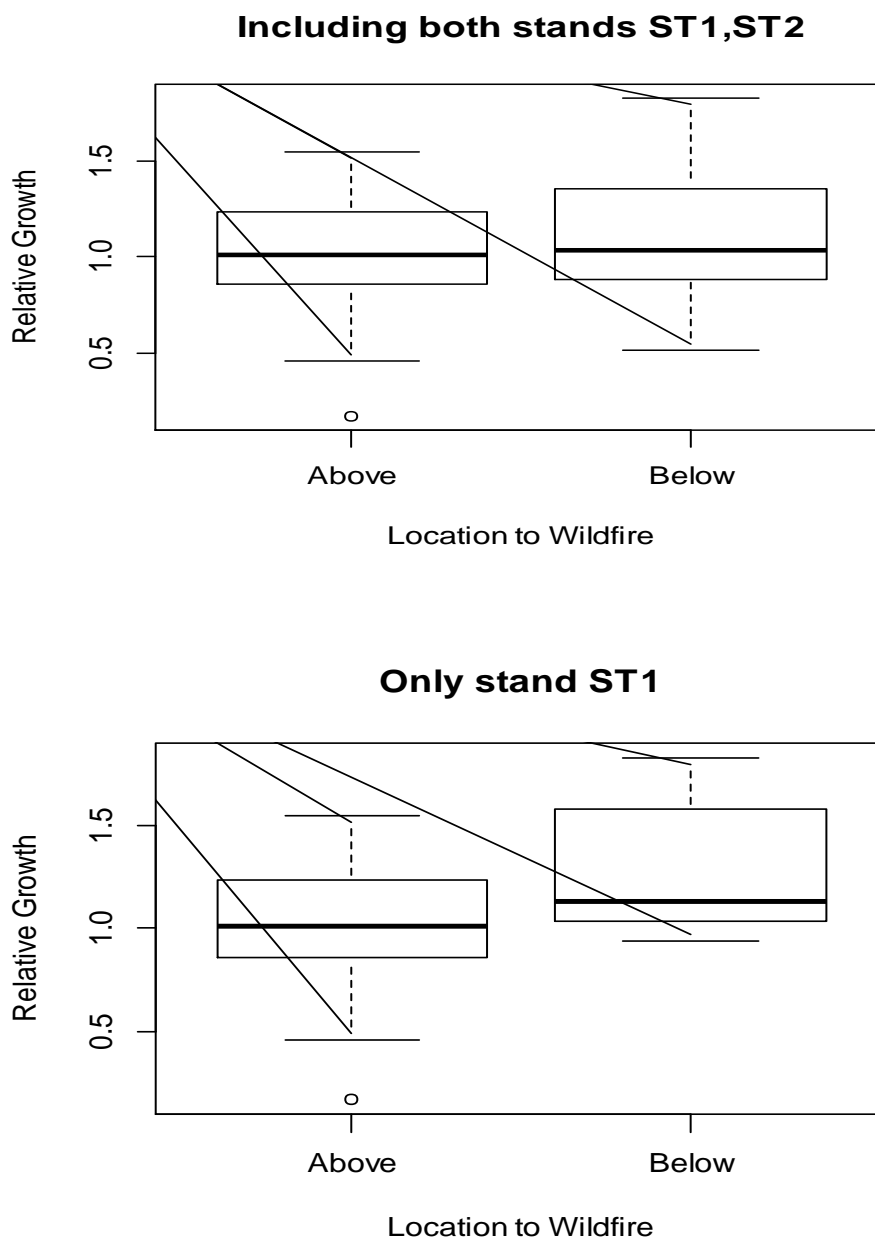 Including both stands ST1,ST2
Relative Growth
1.5
1.0
0.5
Above Below
Location to Wildfire
Only stand ST1
Relative Growth
1.5
1.0
0.5
Above Below
Location to Wildfire